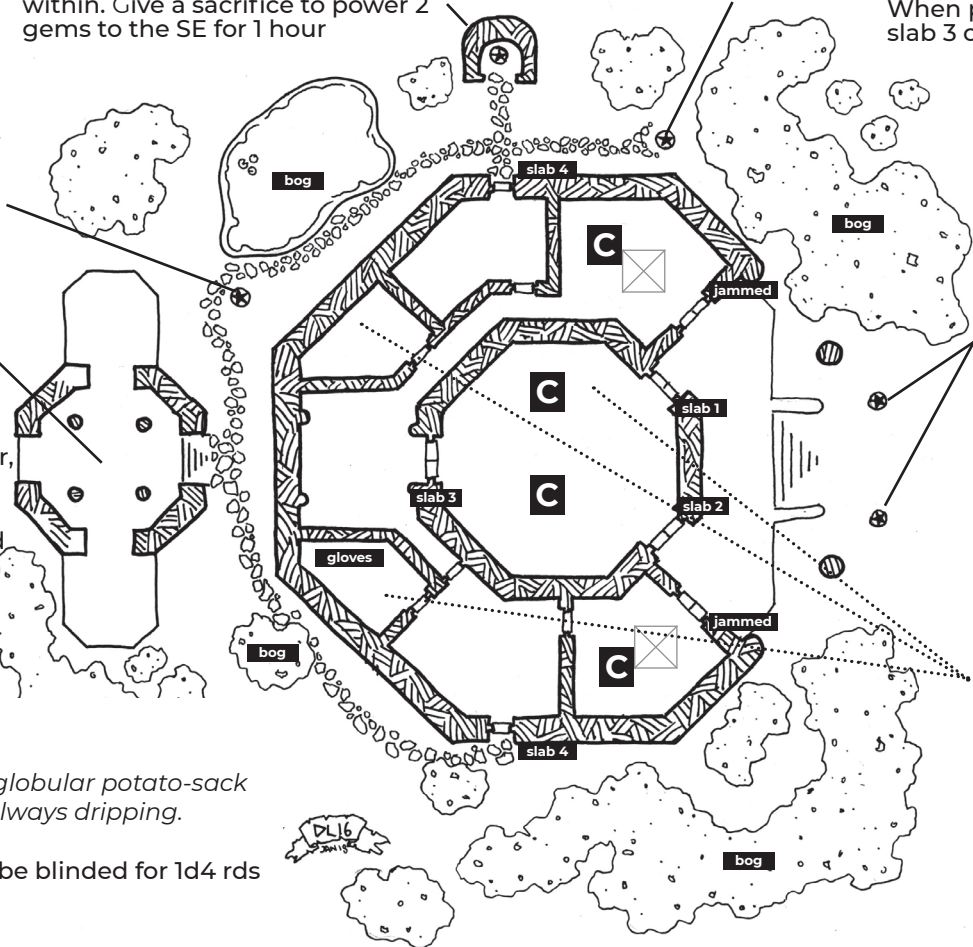 within. Give a sacrifice to power 2
gems to the SE for 1 hour
When p
slab 3 o
slab 4
bog
bog
C
jammed
C
slab 1
r,
C
slab 3
slab 2
d
gloves
jammed
bog
C
slab 4
globular potato-sack
lways dripping.
DL16
JAN18
bog
be blinded for 1d4 rds